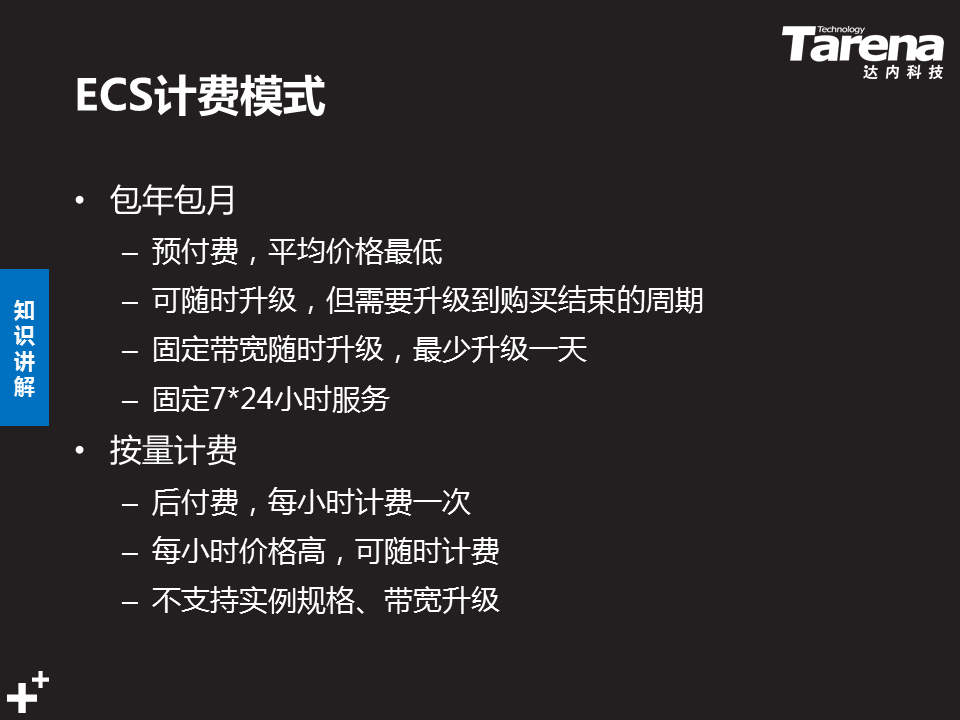 Technology
Tarena
达内科技
ECS计费模式
• 包年包月
– 预付费，平均价格最低
– 可随时升级，但需要升级到购买结束的周期
– 固定带宽随时升级，最少升级一天
– 固定7*24小时服务
• 按量计费
– 后付费，每小时计费一次
– 每小时价格高，可随时计费
– 不支持实例规格、带宽升级
知识讲解